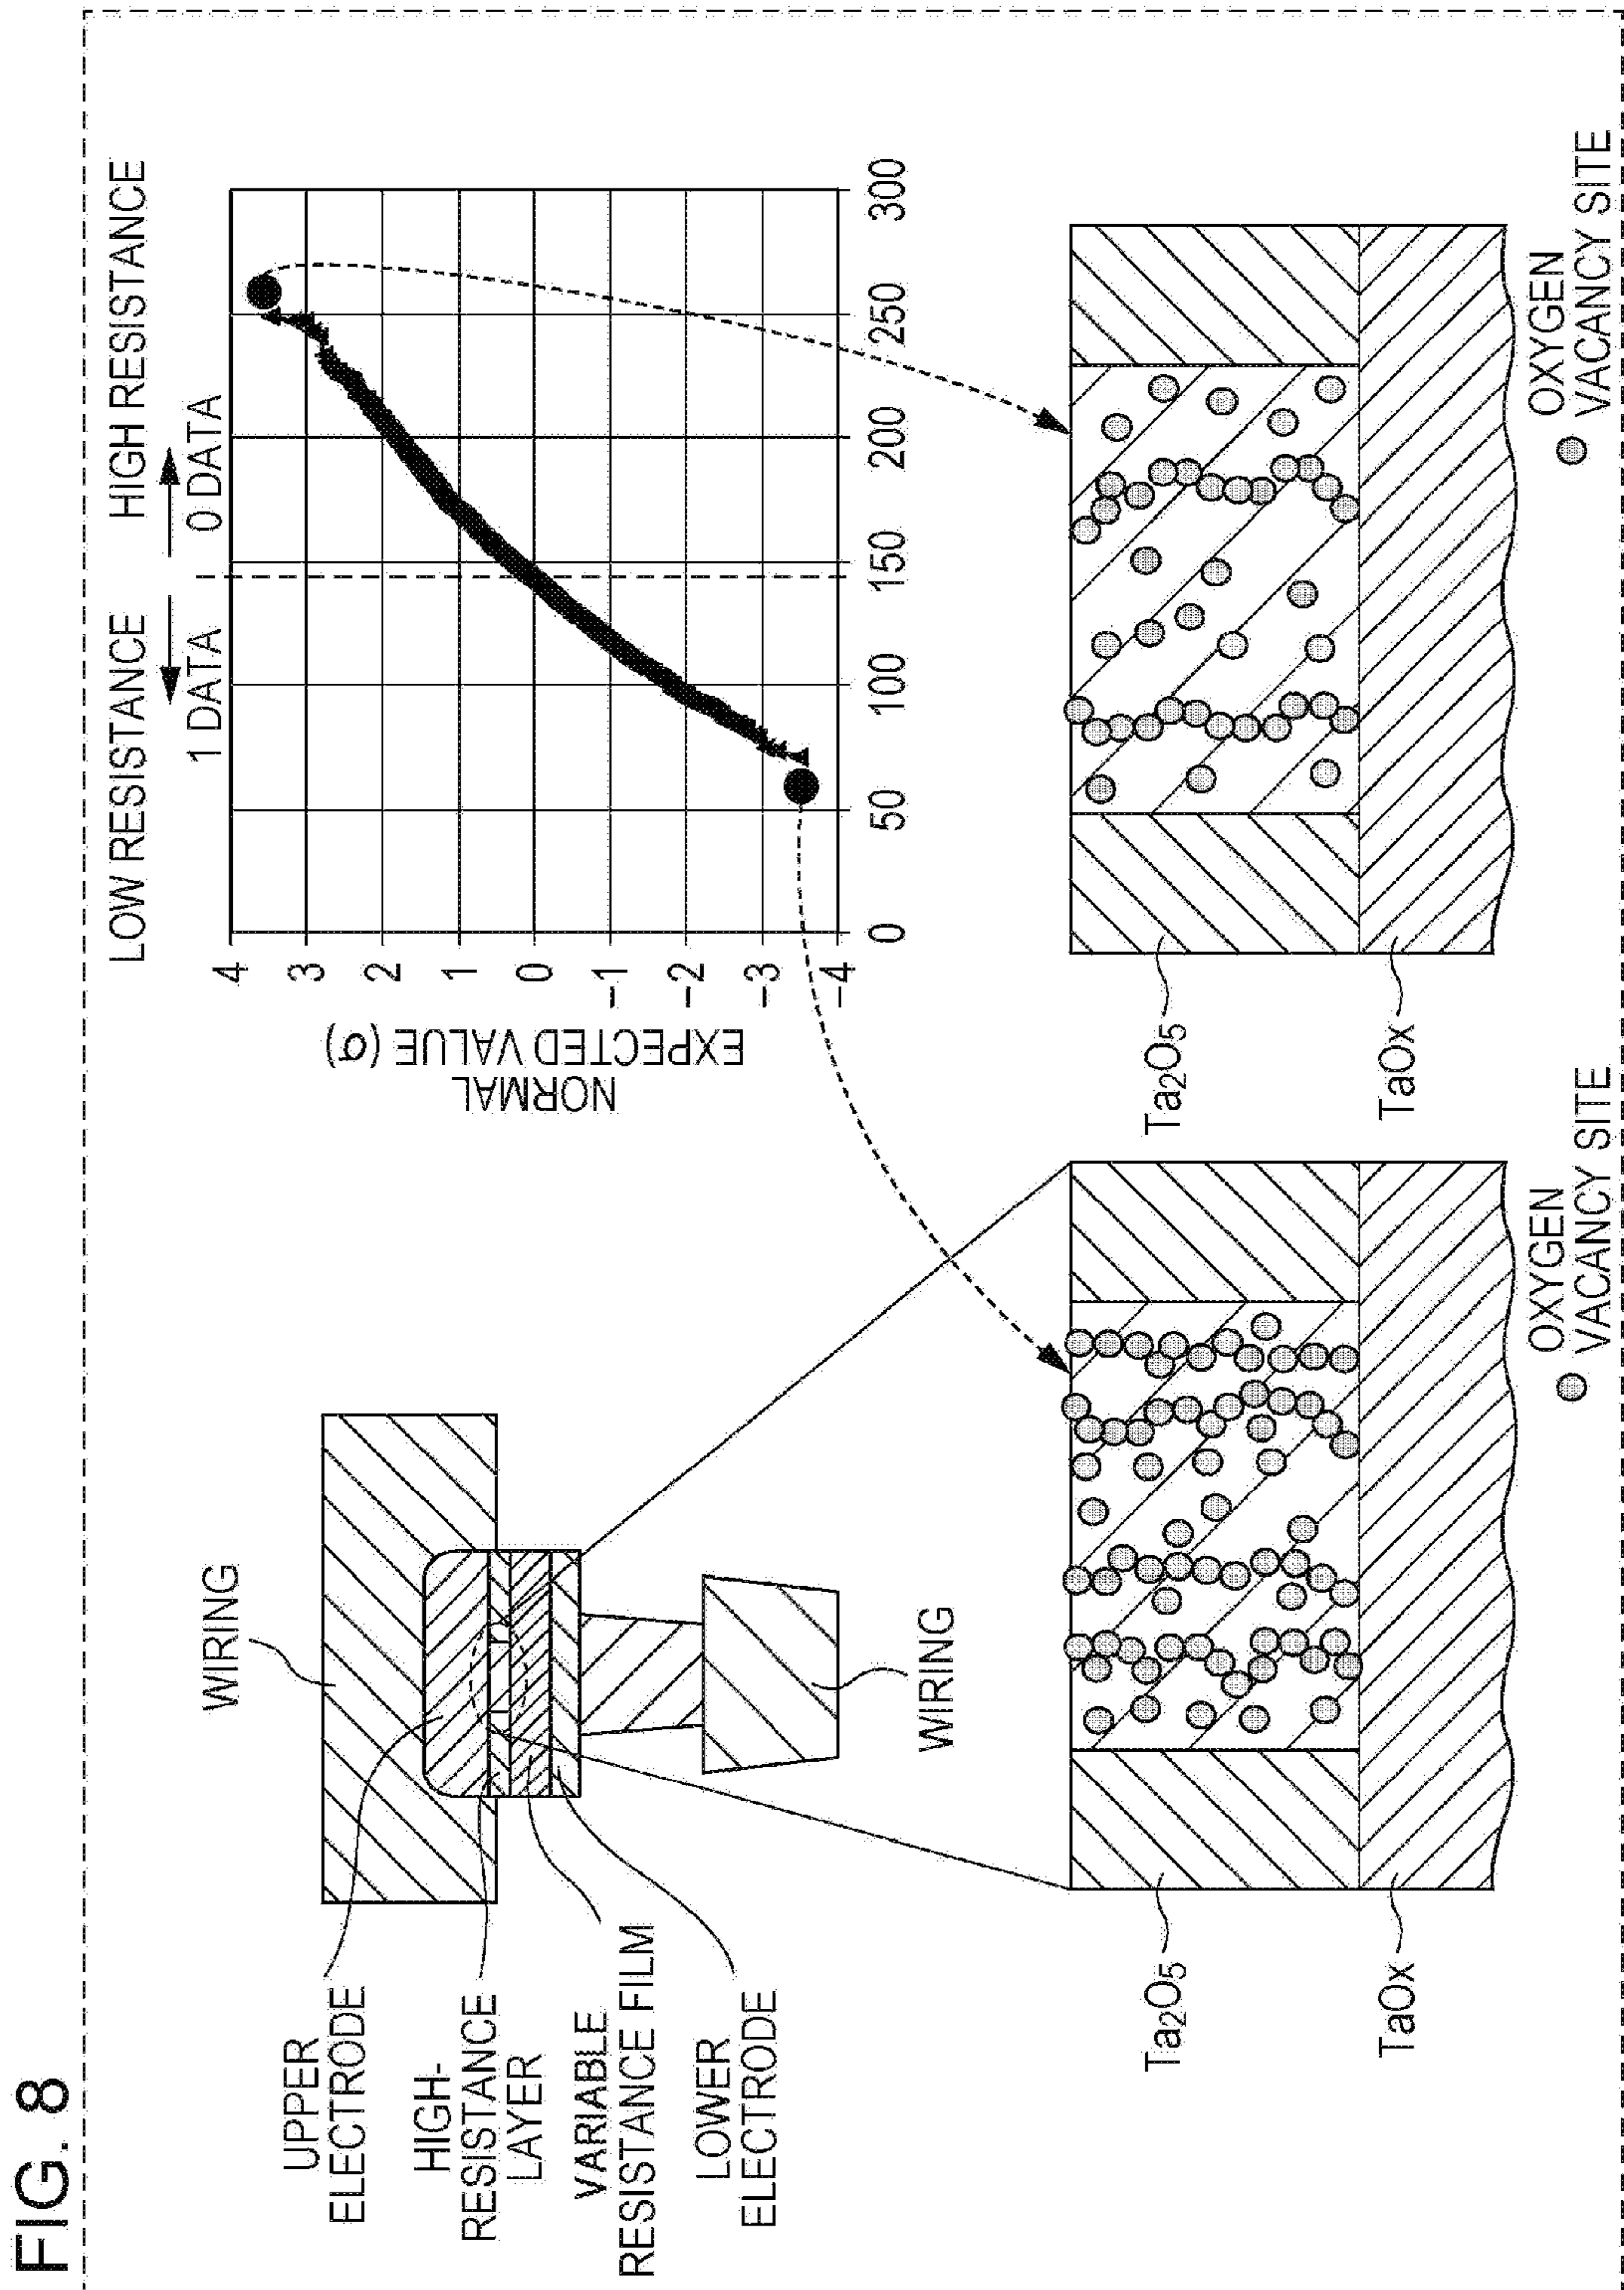 FIG. 8
WIRING
UPPER
ELECTRODE
HIGH-
RESISTANCE
LAYER
VARIABLE
RESISTANCE FILM
LOWER
ELECTRODE
WIRING
LOW RESISTANCE
HIGH RESISTANCE
1 DATA
0 DATA
NORMAL
EXPECTED VALUE (σ)
4
3
2
1
0
-1
-2
-3
-4
0
50
100
150
200
250
300
Ta2O5
TaOx
OXYGEN
VACANCY SITE
Ta2O5
TaOx
OXYGEN
VACANCY SITE